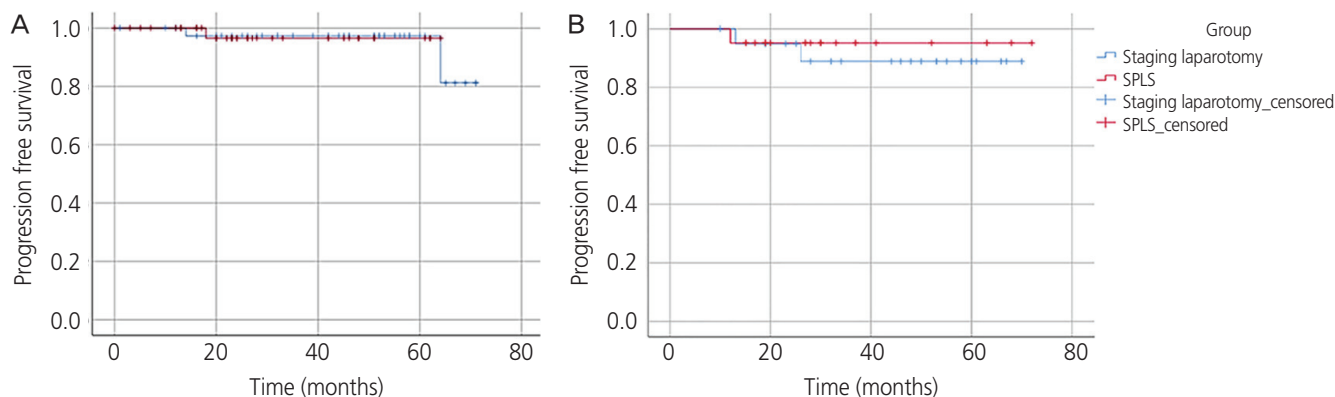 A
Progression free survival
1.0
0.8
0.6
0.4
0.2
0.0
0 20 40 60 80
Time (months)
B
Progression free survival
1.0
0.8
0.6
0.4
0.2
0.0
0 20 40 60 80
Time (months)
Group
Staging laparotomy
SPLS
Staging laparotomy_censored
SPLS_censored